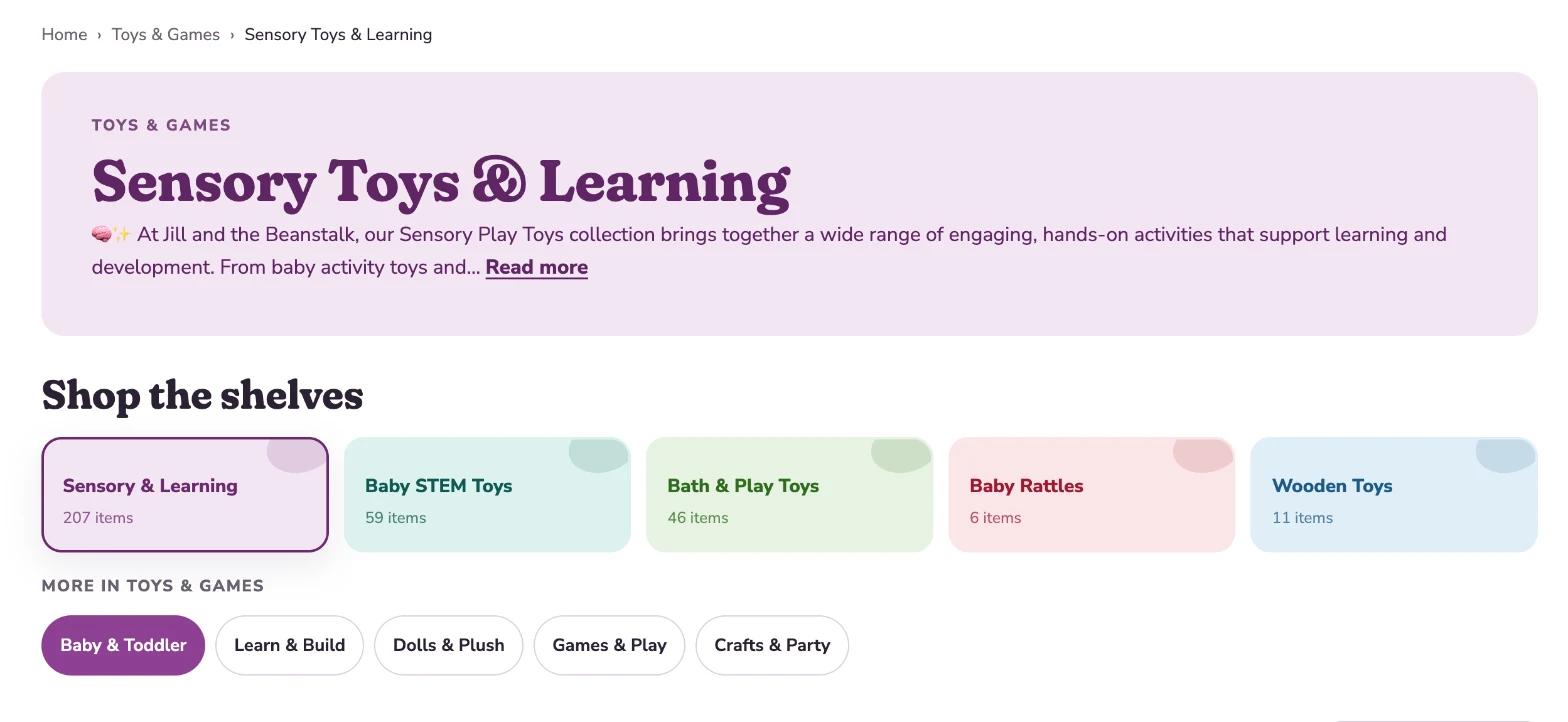 Home › Toys & Games › Sensory Toys & Learning
TOYS & GAMES
Sensory Toys & Learning
🧠✨ At Jill and the Beanstalk, our Sensory Play Toys collection brings together a wide range of engaging, hands-on activities that support learning and
development. From baby activity toys and... Read more
Shop the shelves
Sensory & Learning
207 items
Baby STEM Toys
59 items
Bath & Play Toys
46 items
Baby Rattles
6 items
Wooden Toys
11 items
MORE IN TOYS & GAMES
Baby & Toddler
Learn & Build
Dolls & Plush
Games & Play
Crafts & Party